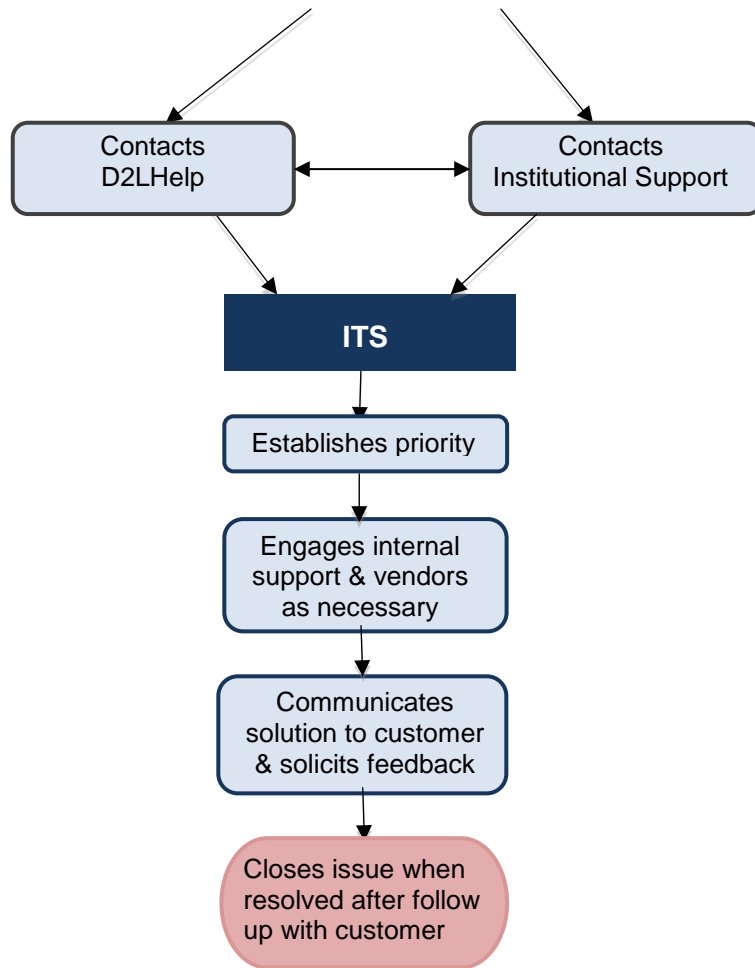 Contacts
D2LHelp
Contacts
Institutional Support
ITS
Establishes priority
Engages internal
support & vendors
as necessary
Communicates
solution to customer
& solicits feedback
Closes issue when
resolved after follow
up with customer